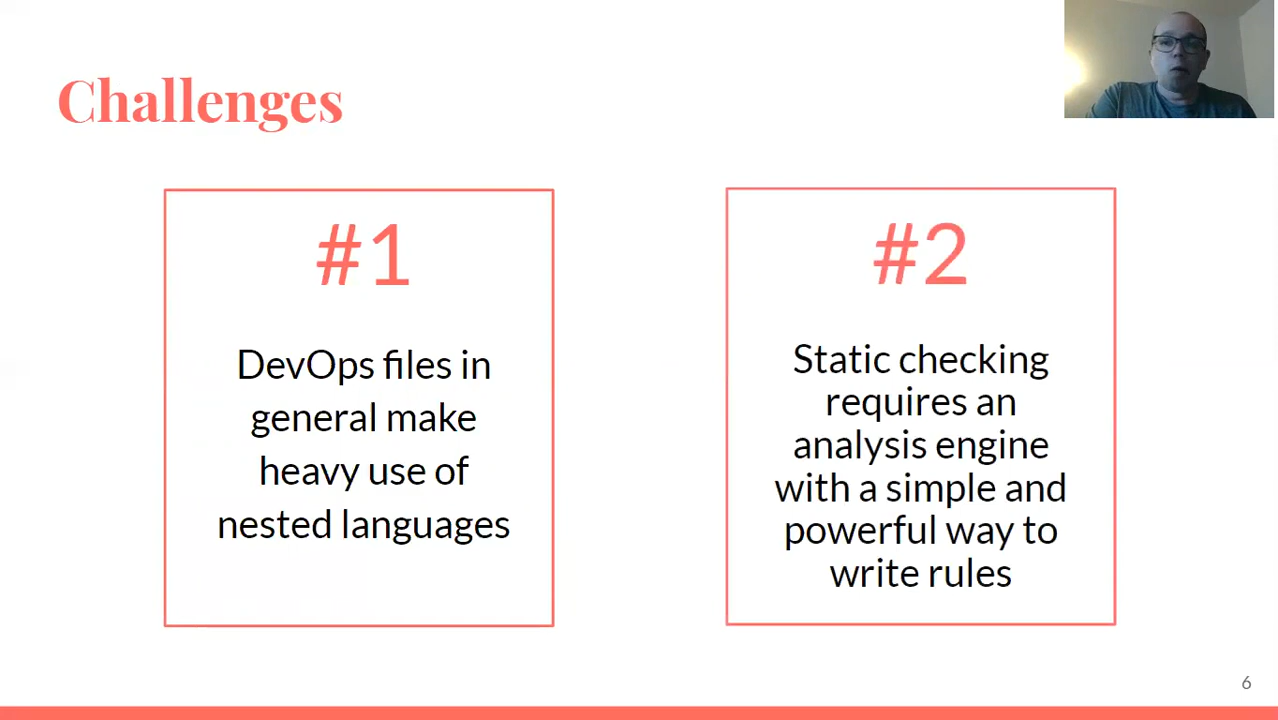 Challenges
#1
DevOps files in
general make
heavy use of
nested languages
#2
Static checking
requires an
analysis engine
with a simple and
powerful way to
write rules
6